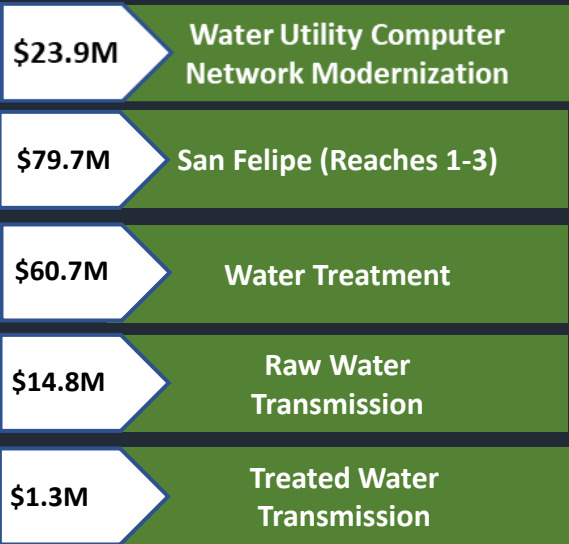 $23.9M
Water Utility Computer
Network Modernization
$79.7M
San Felipe (Reaches 1-3)
$60.7M
Water Treatment
$14.8M
Raw Water
Transmission
$1.3M
Treated Water
Transmission